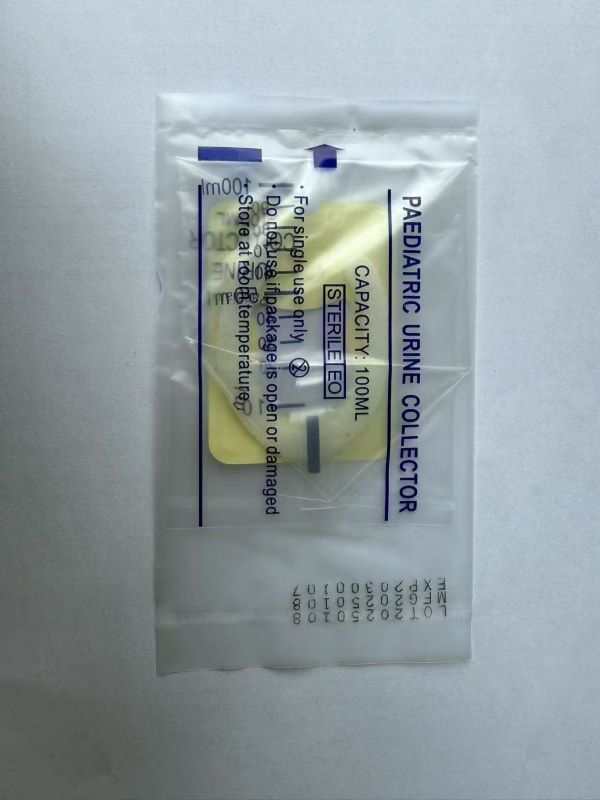 PAEDIATRIC URINE COLLECTOR
CAPACITY: 100ML
STERILE EO
• For single use only
• Do not use if package is open or damaged
• Store at room temperature
100ml